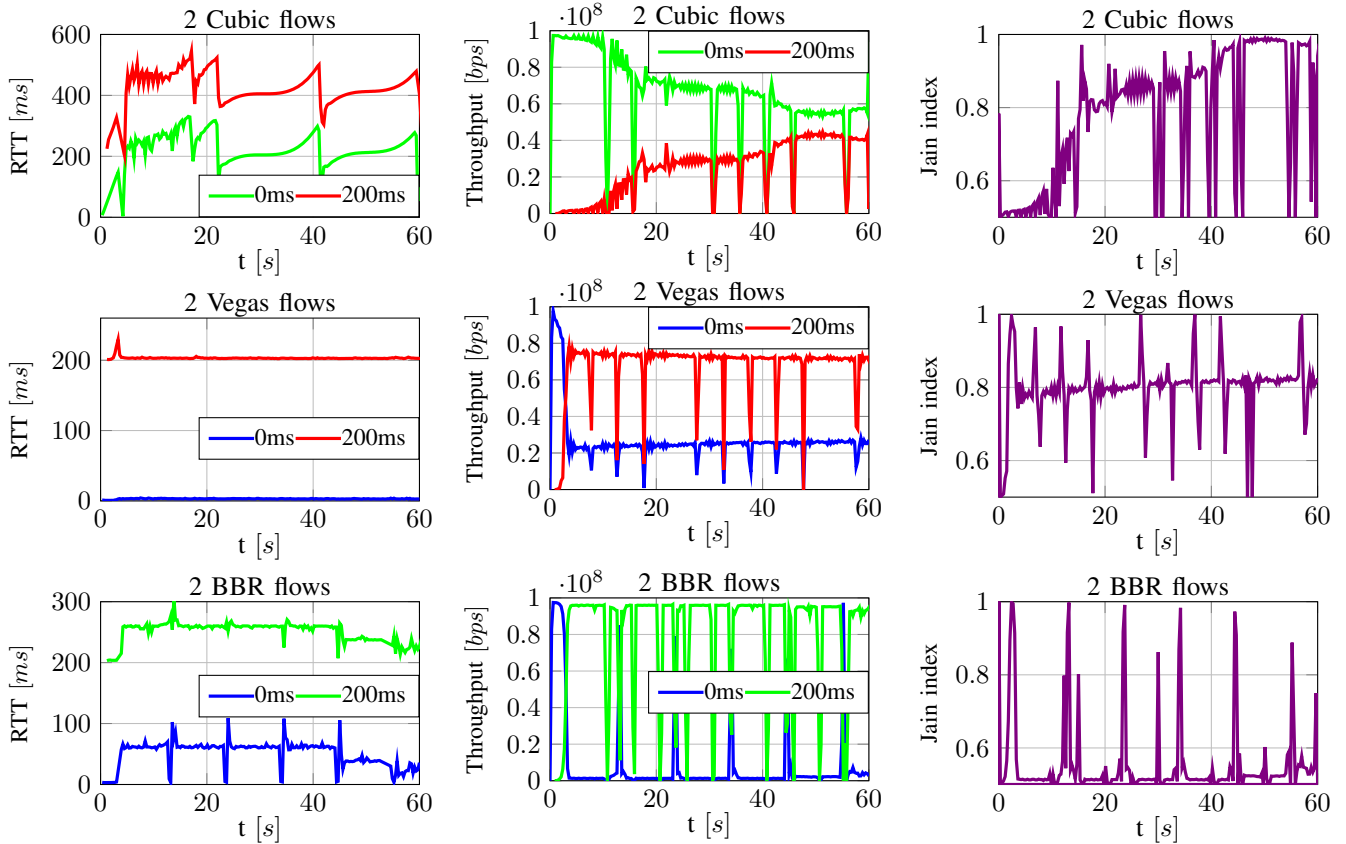 2 Cubic flows
600
400
200
0
RTT [ms]
0 20 40 60
t [s]
0ms 200ms
2 Cubic flows
·10^8
1
0.8
0.6
0.4
0.2
0
Throughput [bps]
0 20 40 60
t [s]
0ms 200ms
2 Cubic flows
1
0.8
0.6
Jain index
0 20 40 60
t [s]
2 Vegas flows
200
100
0
RTT [ms]
0 20 40 60
t [s]
0ms 200ms
2 Vegas flows
·10^8
1
0.8
0.6
0.4
0.2
0
Throughput [bps]
0 20 40 60
t [s]
0ms 200ms
2 Vegas flows
1
0.8
0.6
Jain index
0 20 40 60
t [s]
2 BBR flows
300
200
100
0
RTT [ms]
0 20 40 60
t [s]
0ms 200ms
2 BBR flows
·10^8
1
0.8
0.6
0.4
0.2
0
Throughput [bps]
0 20 40 60
t [s]
0ms 200ms
2 BBR flows
1
0.8
0.6
Jain index
0 20 40 60
t [s]